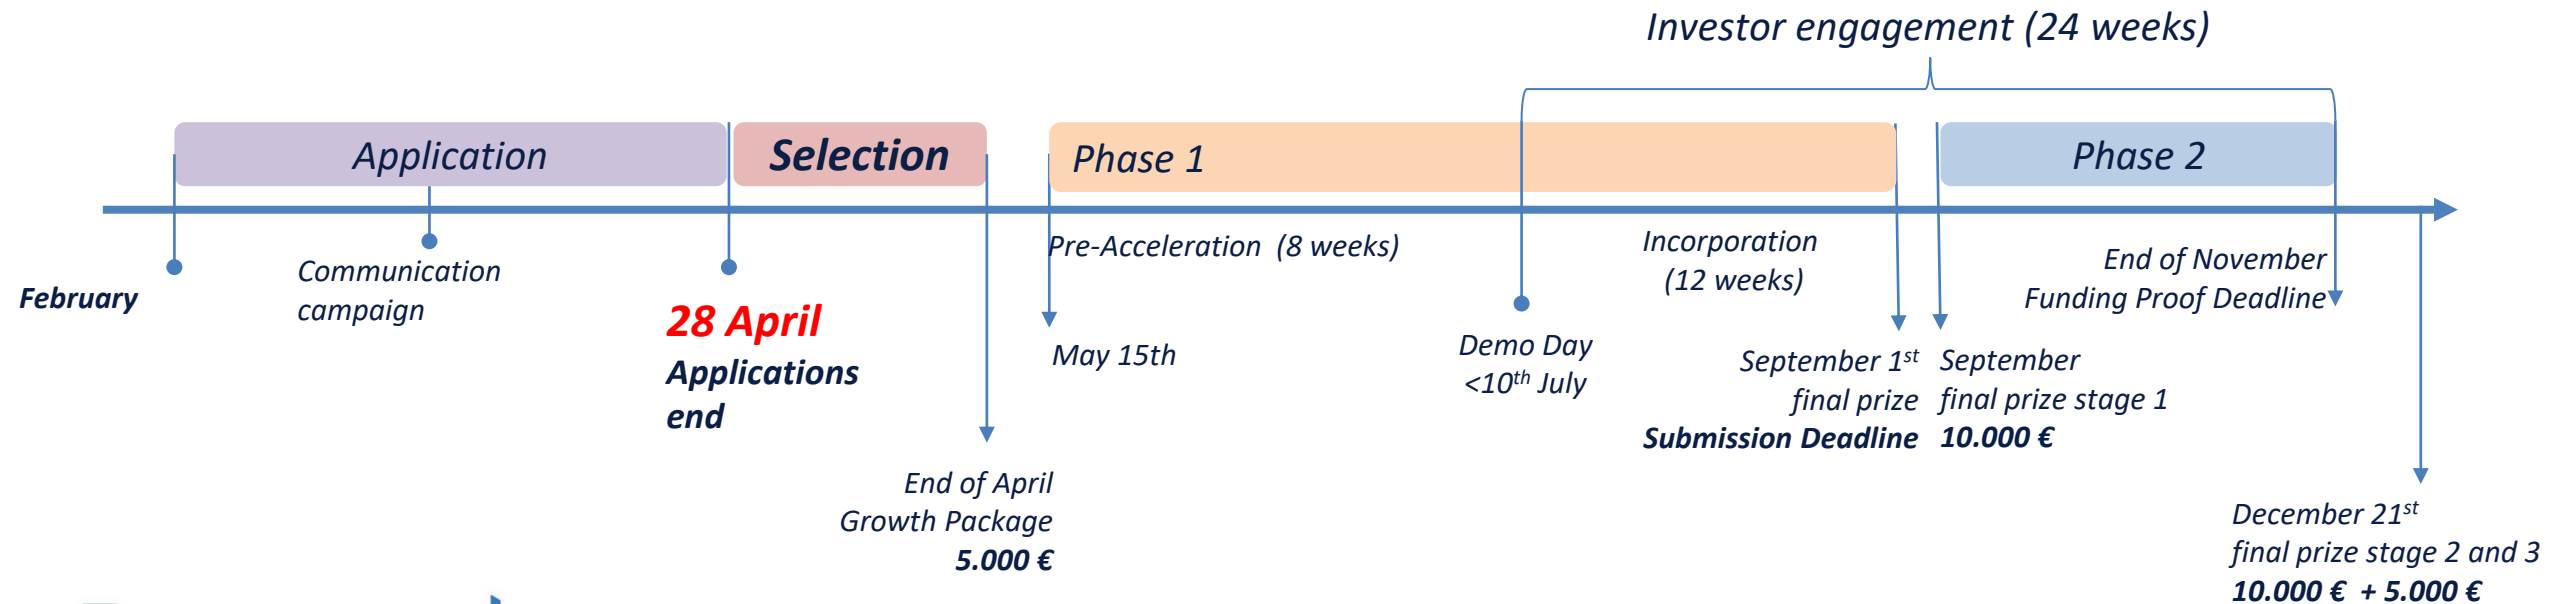 Investor engagement (24 weeks)
Application
Selection
Phase 1
Phase 2
February
Communication
campaign
28 April
Applications
end
End of April
Growth Package
5.000 €
Pre-Acceleration (8 weeks)
May 15th
Demo Day
<10th July
Incorporation
(12 weeks)
September 1st
final prize
Submission Deadline
September
final prize stage 1
10.000 €
End of November
Funding Proof Deadline
December 21st
final prize stage 2 and 3
10.000 € + 5.000 €